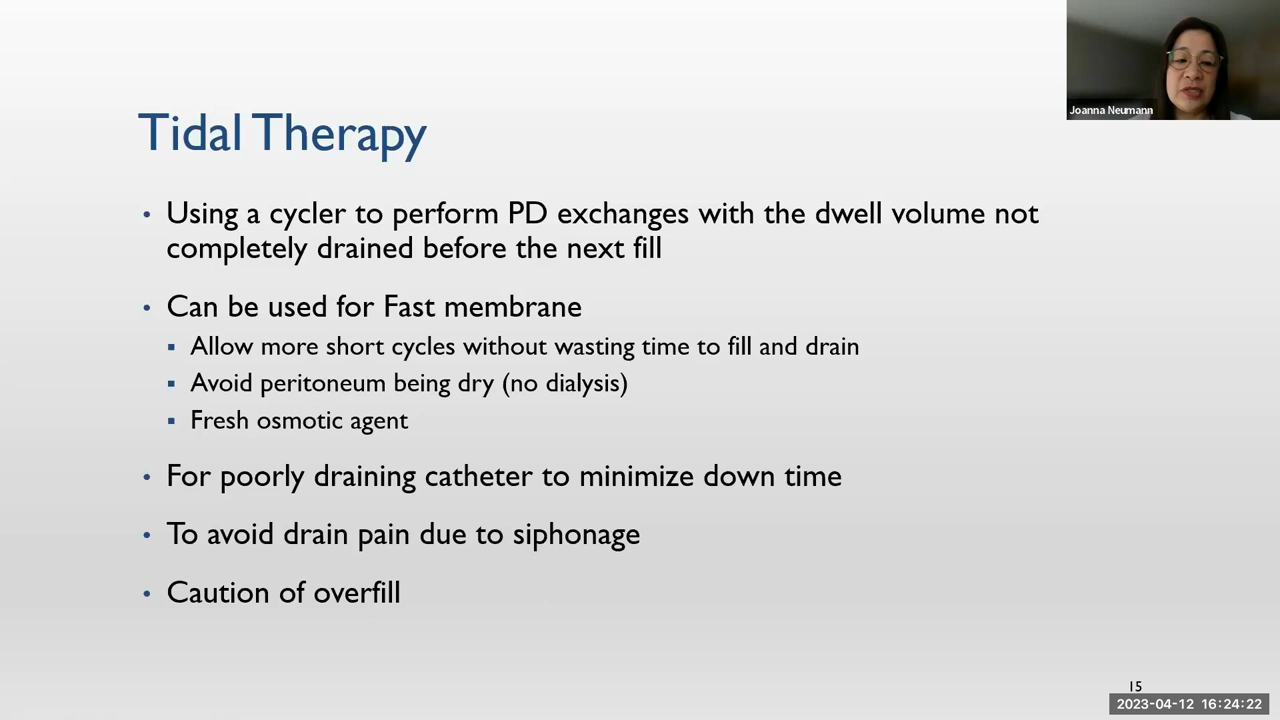 Joanna Neumann
Tidal Therapy
• Using a cycler to perform PD exchanges with the dwell volume not
completely drained before the next fill
• Can be used for Fast membrane
▪ Allow more short cycles without wasting time to fill and drain
▪ Avoid peritoneum being dry (no dialysis)
▪ Fresh osmotic agent
• For poorly draining catheter to minimize down time
• To avoid drain pain due to siphonage
• Caution of overfill
15
2023-04-12 16:24:22